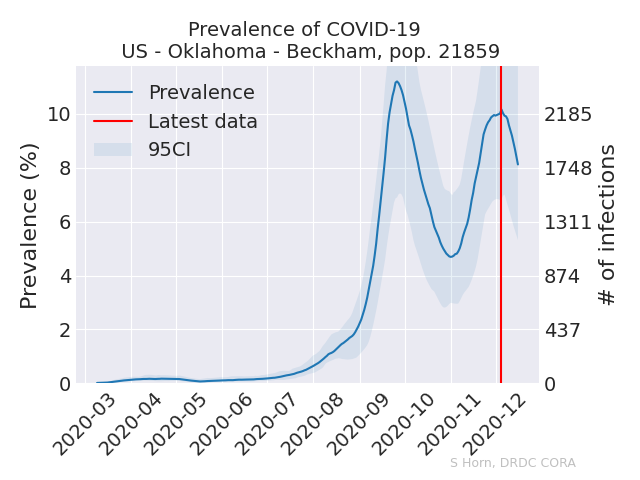 Prevalence of COVID-19
US - Oklahoma - Beckham, pop. 21859
Prevalence
Latest data
95CI
Prevalence (%)
10
8
6
4
2
0
2185
1748
1311
874
437
0
# of infections
2020-03
2020-04
2020-05
2020-06
2020-07
2020-08
2020-09
2020-10
2020-11
2020-12
S Horn, DRDC CORA